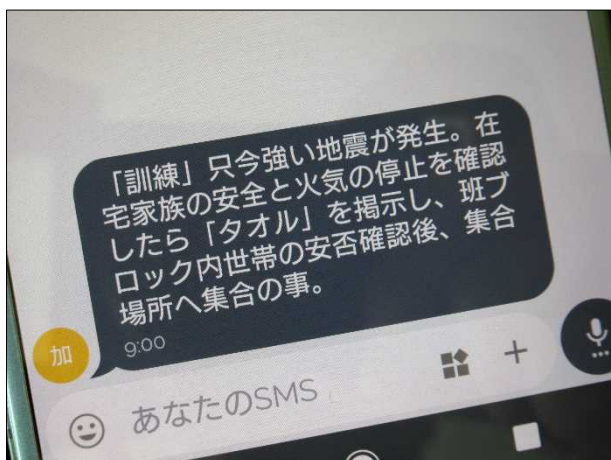 「訓練」只今強い地震が発生。在
宅家族の安全と火気の停止を確認
したら「タオル」を掲示し、班ブ
ロック内世帯の安否確認後、集合
場所へ集合の事。
9:00
加
あなたのSMS